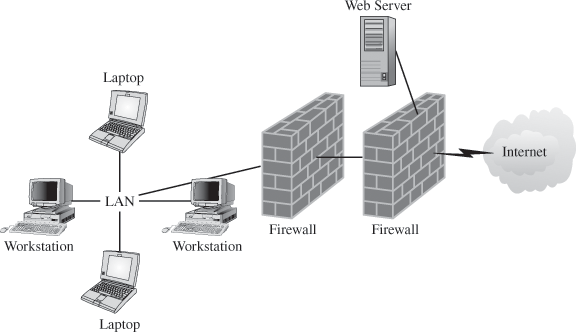 Web Server
Laptop
Internet
LAN
Workstation
Workstation
Firewall
Firewall
Laptop